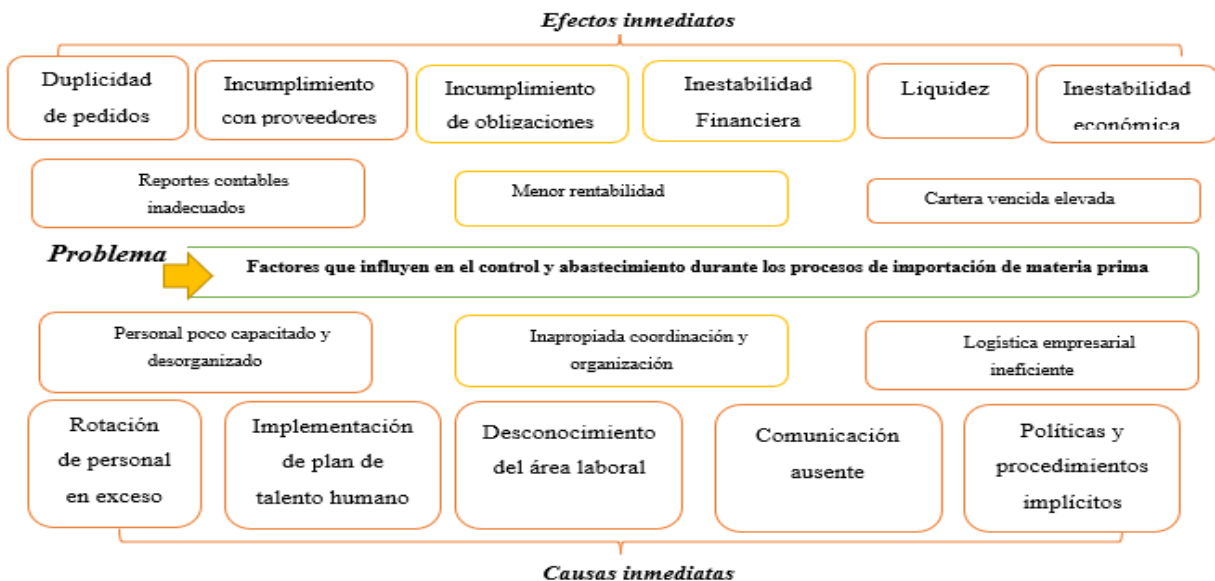 Efectos inmediatos
Duplicidad
de pedidos
Incumplimiento
con proveedores
Incumplimiento
de obligaciones
Inestabilidad
Financiera
Liquidez
Inestabilidad
económica
Reportes contables
inadecuados
Menor rentabilidad
Cartera vencida elevada
Problema
Factores que influyen en el control y abastecimiento durante los procesos de importación de materia prima
Personal poco capacitado y
desorganizado
Inapropiada coordinación y
organización
Logística empresarial
ineficiente
Rotación
de personal
en exceso
Implementación
de plan de
talento humano
Desconocimiento
del área laboral
Comunicación
ausente
Políticas y
procedimientos
implícitos
Causas inmediatas